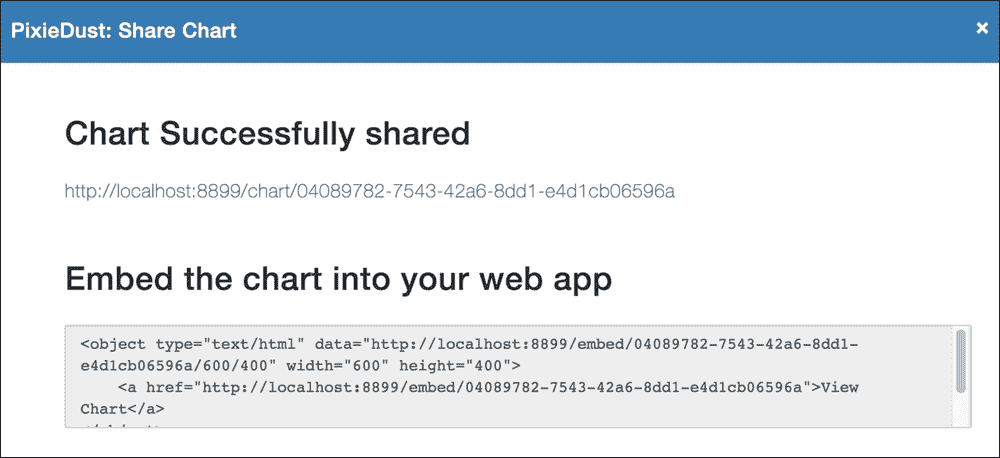 PixieDust: Share Chart ×
Chart Successfully shared
http://localhost:8899/chart/04089782-7543-42a6-8dd1-e4d1cb06596a
Embed the chart into your web app
<object type="text/html" data="http://localhost:8899/embed/04089782-7543-42a6-8dd1-
e4d1cb06596a/600/400" width="600" height="400">
<a href="http://localhost:8899/embed/04089782-7543-42a6-8dd1-e4d1cb06596a">View
Chart</a>